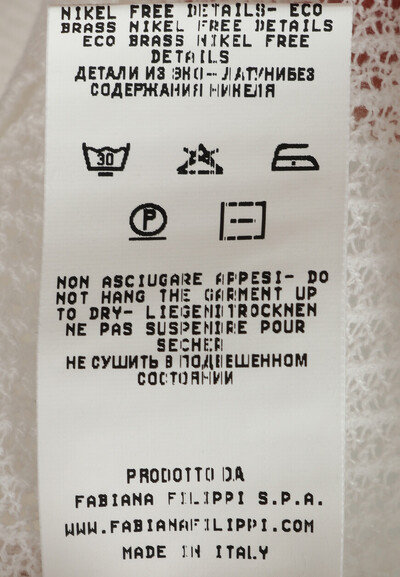 NIKEL FREE DETAILS- ECO
BRASS NIKEL FREE DETAILS
ECO BRASS NIKEL FREE
DETAILS
ДЕТАЛИ ИЗ ЭКО-ЛАТУНИБЕЗ
СОДЕРЖАНИЯ НИКЕЛЯ
30
P
NON ASCIUGARE APPESI- DO
NOT HANG THE GARMENT UP
TO DRY- LIEGENDTROCKNEN
NE PAS SUSPENDRE POUR
SECHER
НЕ СУШИТЬ В ПОДВЕШЕННОМ
СОСТОЯНИИ
PRODOTTO DA
FABIANA FILIPPI S.P.A.
WWW.FABIANAFILIPPI.COM
MADE IN ITALY